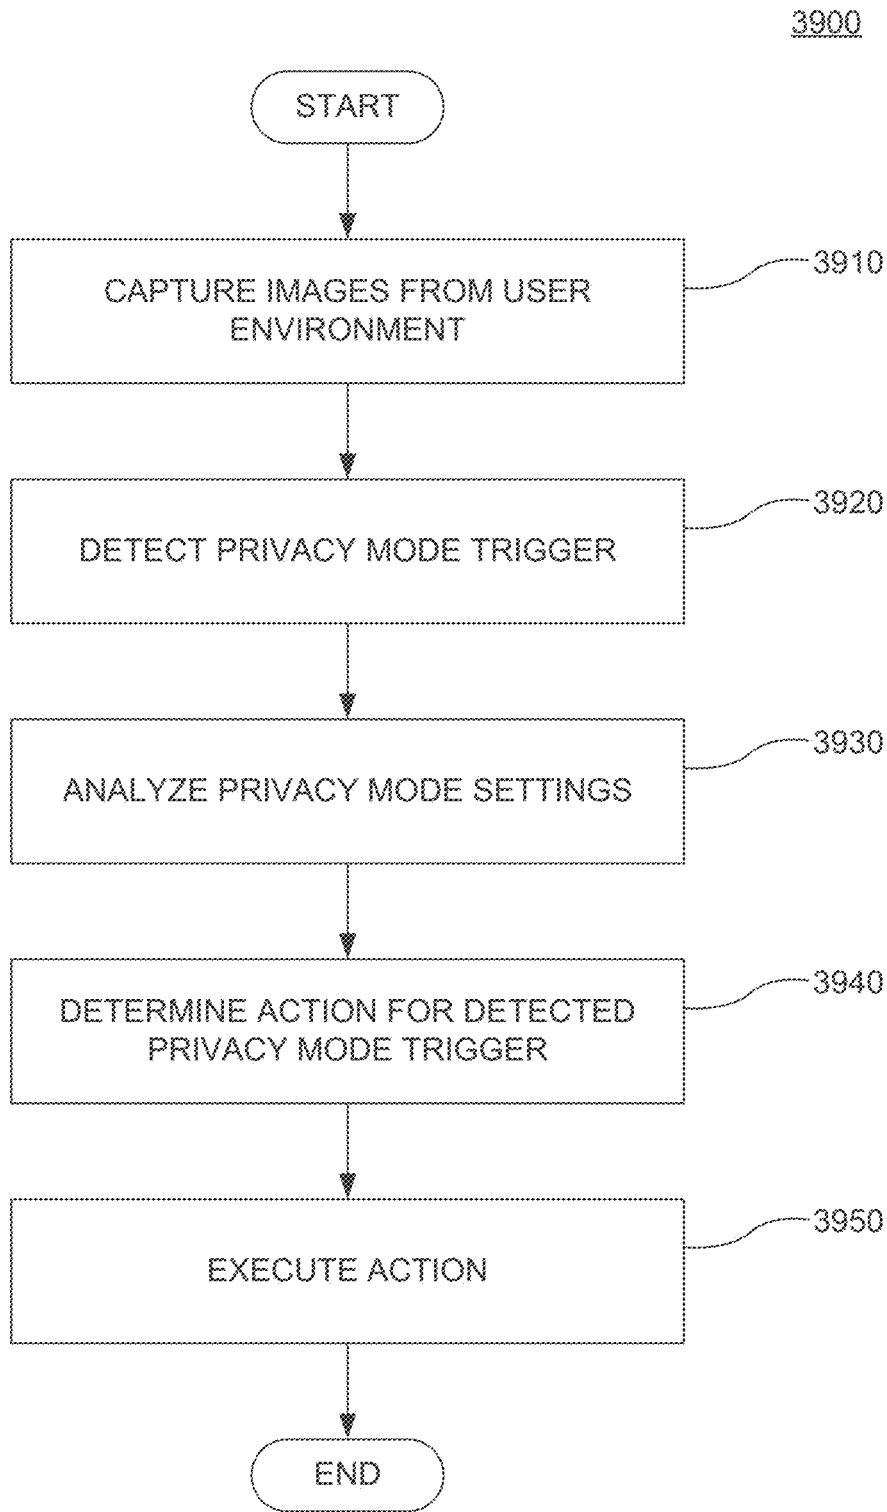 3900
START
CAPTURE IMAGES FROM USER
ENVIRONMENT
3910
DETECT PRIVACY MODE TRIGGER
3920
ANALYZE PRIVACY MODE SETTINGS
3930
DETERMINE ACTION FOR DETECTED
PRIVACY MODE TRIGGER
3940
EXECUTE ACTION
3950
END